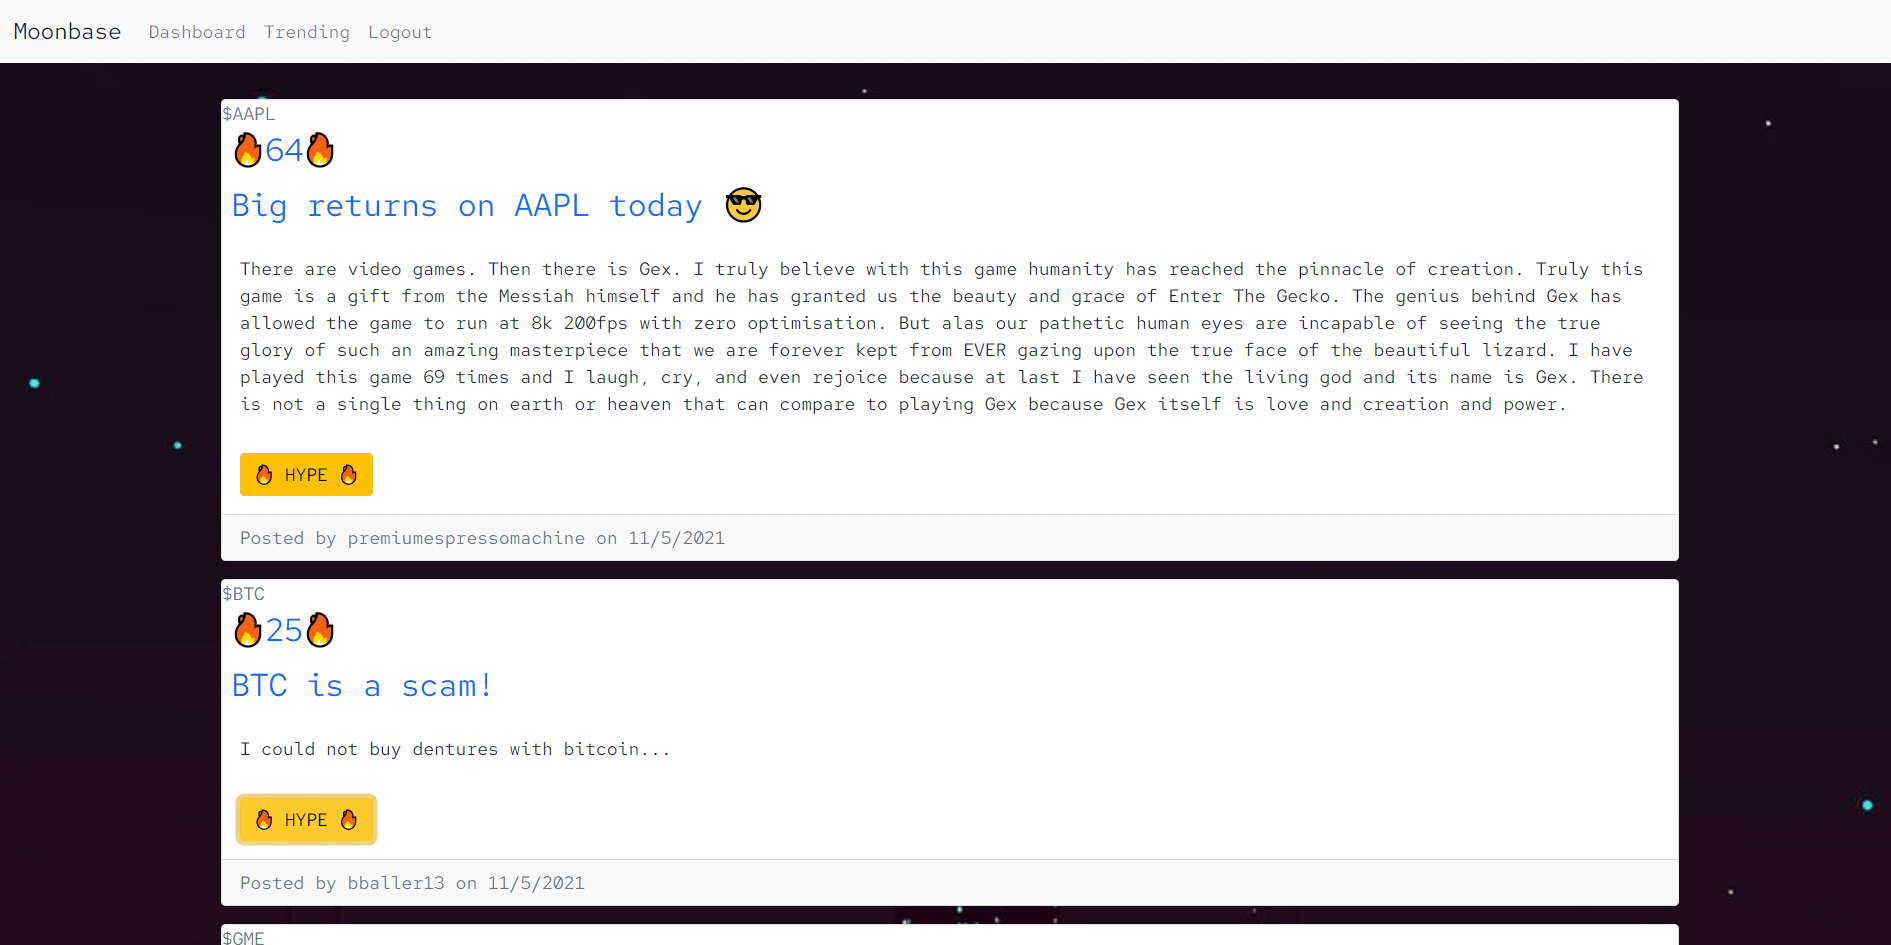 Moonbase Dashboard Trending Logout
$AAPL
🔥64🔥
Big returns on AAPL today 😎
There are video games. Then there is Gex. I truly believe with this game humanity has reached the pinnacle of creation. Truly this
game is a gift from the Messiah himself and he has granted us the beauty and grace of Enter The Gecko. The genius behind Gex has
allowed the game to run at 8k 200fps with zero optimisation. But alas our pathetic human eyes are incapable of seeing the true
glory of such an amazing masterpiece that we are forever kept from EVER gazing upon the true face of the beautiful lizard. I have
played this game 69 times and I laugh, cry, and even rejoice because at last I have seen the living god and its name is Gex. There
is not a single thing on earth or heaven that can compare to playing Gex because Gex itself is love and creation and power.
🔥 HYPE 🔥
Posted by premiumespressomachine on 11/5/2021
$BTC
🔥25🔥
BTC is a scam!
I could not buy dentures with bitcoin...
🔥 HYPE 🔥
Posted by bballer13 on 11/5/2021
$GME